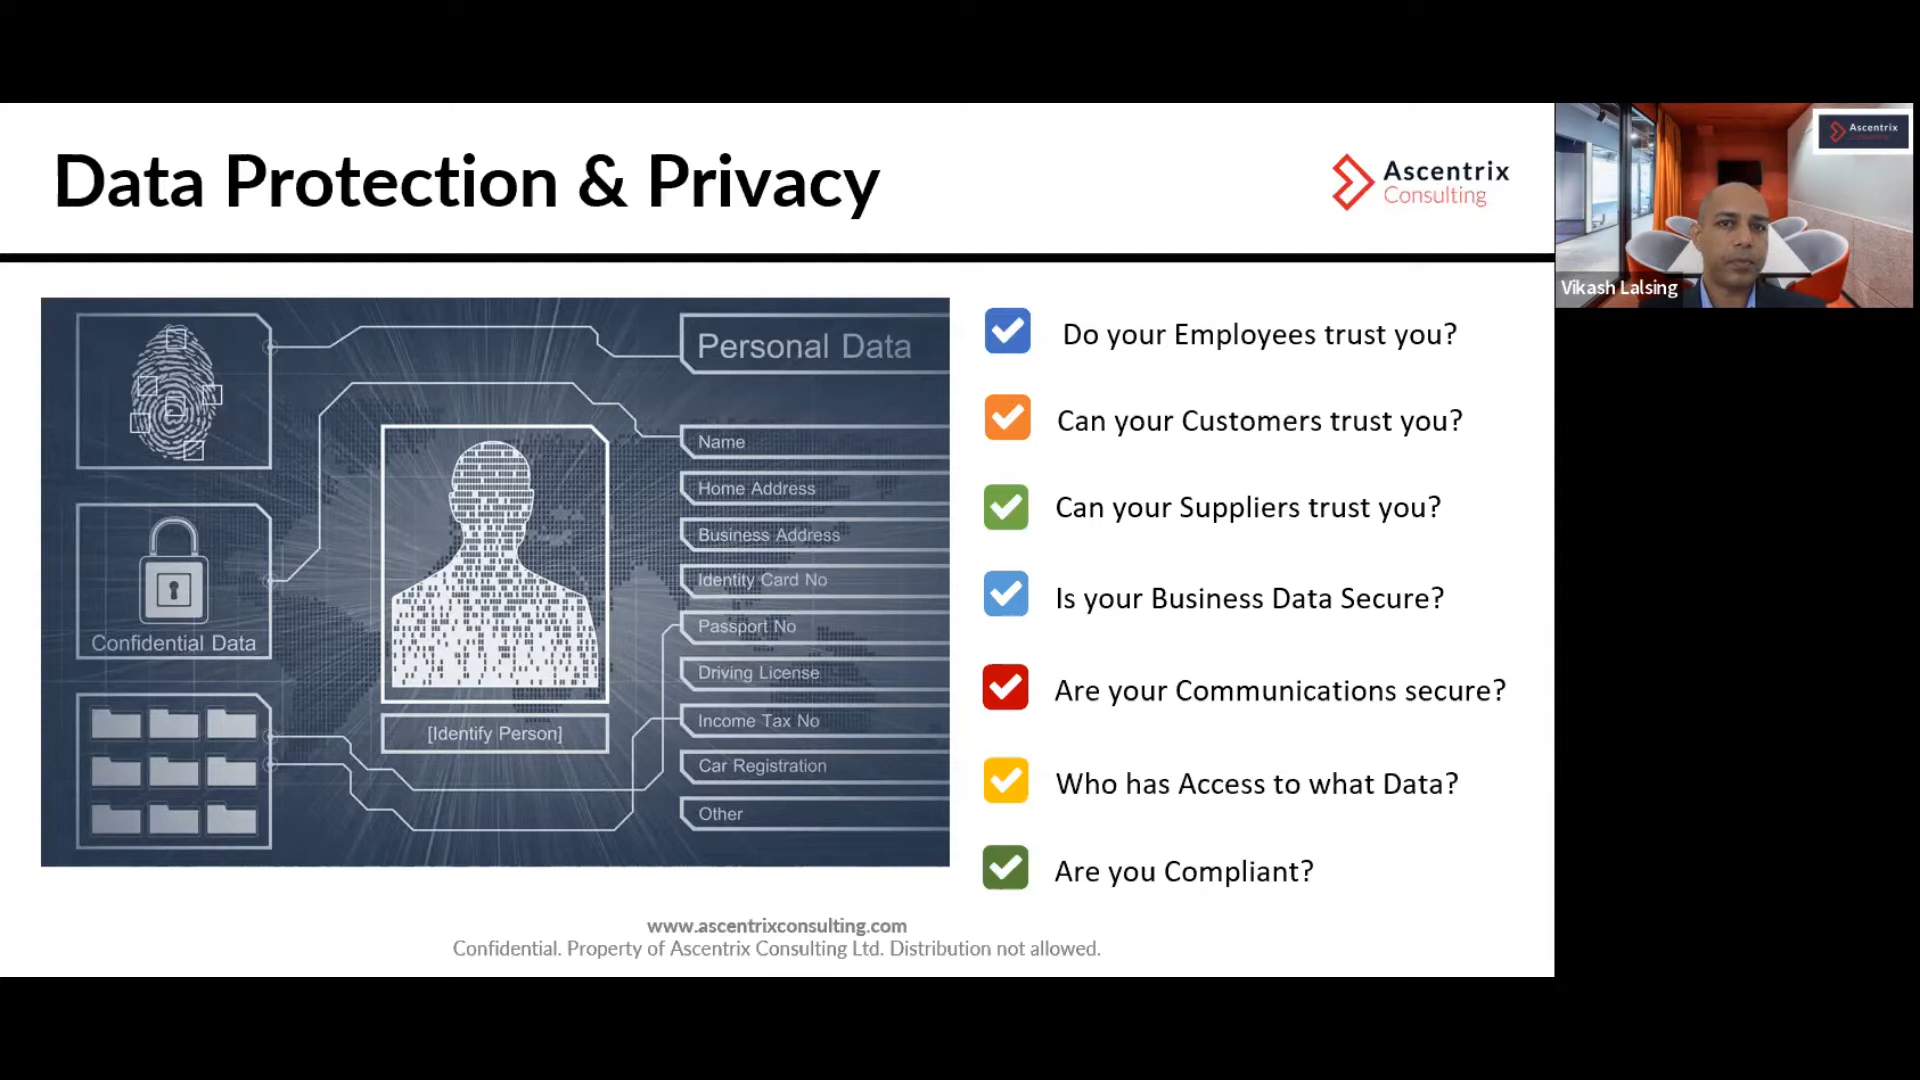 Data Protection & Privacy
Ascentrix
Consulting
Ascentrix
Vikash Lalsing
Personal Data
Name
Home Address
Business Address
Identity Card No
Passport No
Driving License
Income Tax No
Car Registration
Other
Confidential Data
[Identify Person]
Do your Employees trust you?
Can your Customers trust you?
Can your Suppliers trust you?
Is your Business Data Secure?
Are your Communications secure?
Who has Access to what Data?
Are you Compliant?
www.ascentrixconsulting.com
Confidential. Property of Ascentrix Consulting Ltd. Distribution not allowed.